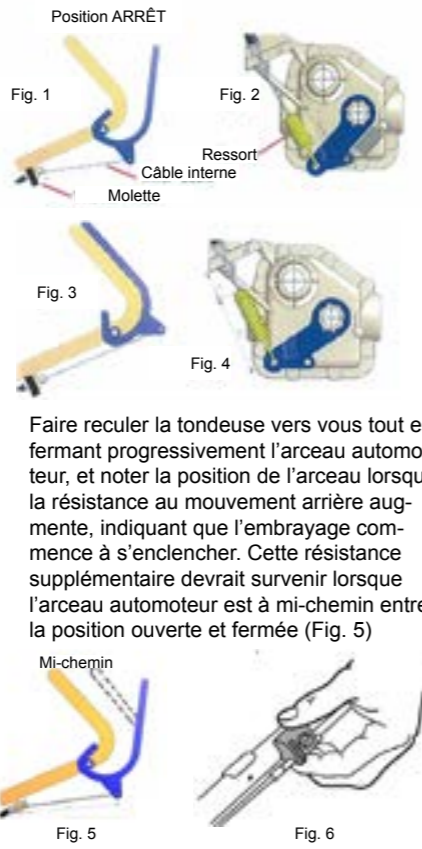 Position ARRÊT
Fig. 1
Fig. 2
Ressort
Câble interne
Molette
Fig. 3
Fig. 4
Faire reculer la tondeuse vers vous tout e
fermant progressivement l'arceau automo
teur, et noter la position de l'arceau lorsqu
la résistance au mouvement arrière aug-
mente, indiquant que l'embrayage com-
mence à s'enclencher. Cette résistance
supplémentaire devrait survenir lorsque
l'arceau automoteur est à mi-chemin entre
la position ouverte et fermée (Fig. 5)
Mi-chemin
Fig. 5
Fig. 6